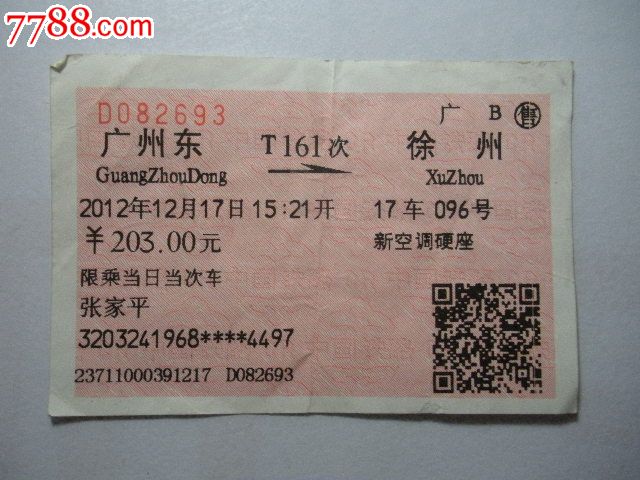 7788.com
D082693 广 B 售
广州东 T161次 徐州
GuangZhouDong XuZhou
2012年12月17日15:21开 17车 096号
￥203.00元 新空调硬座
限乘当日当次车
张家平
3203241968****4497
23711000391217 D082693